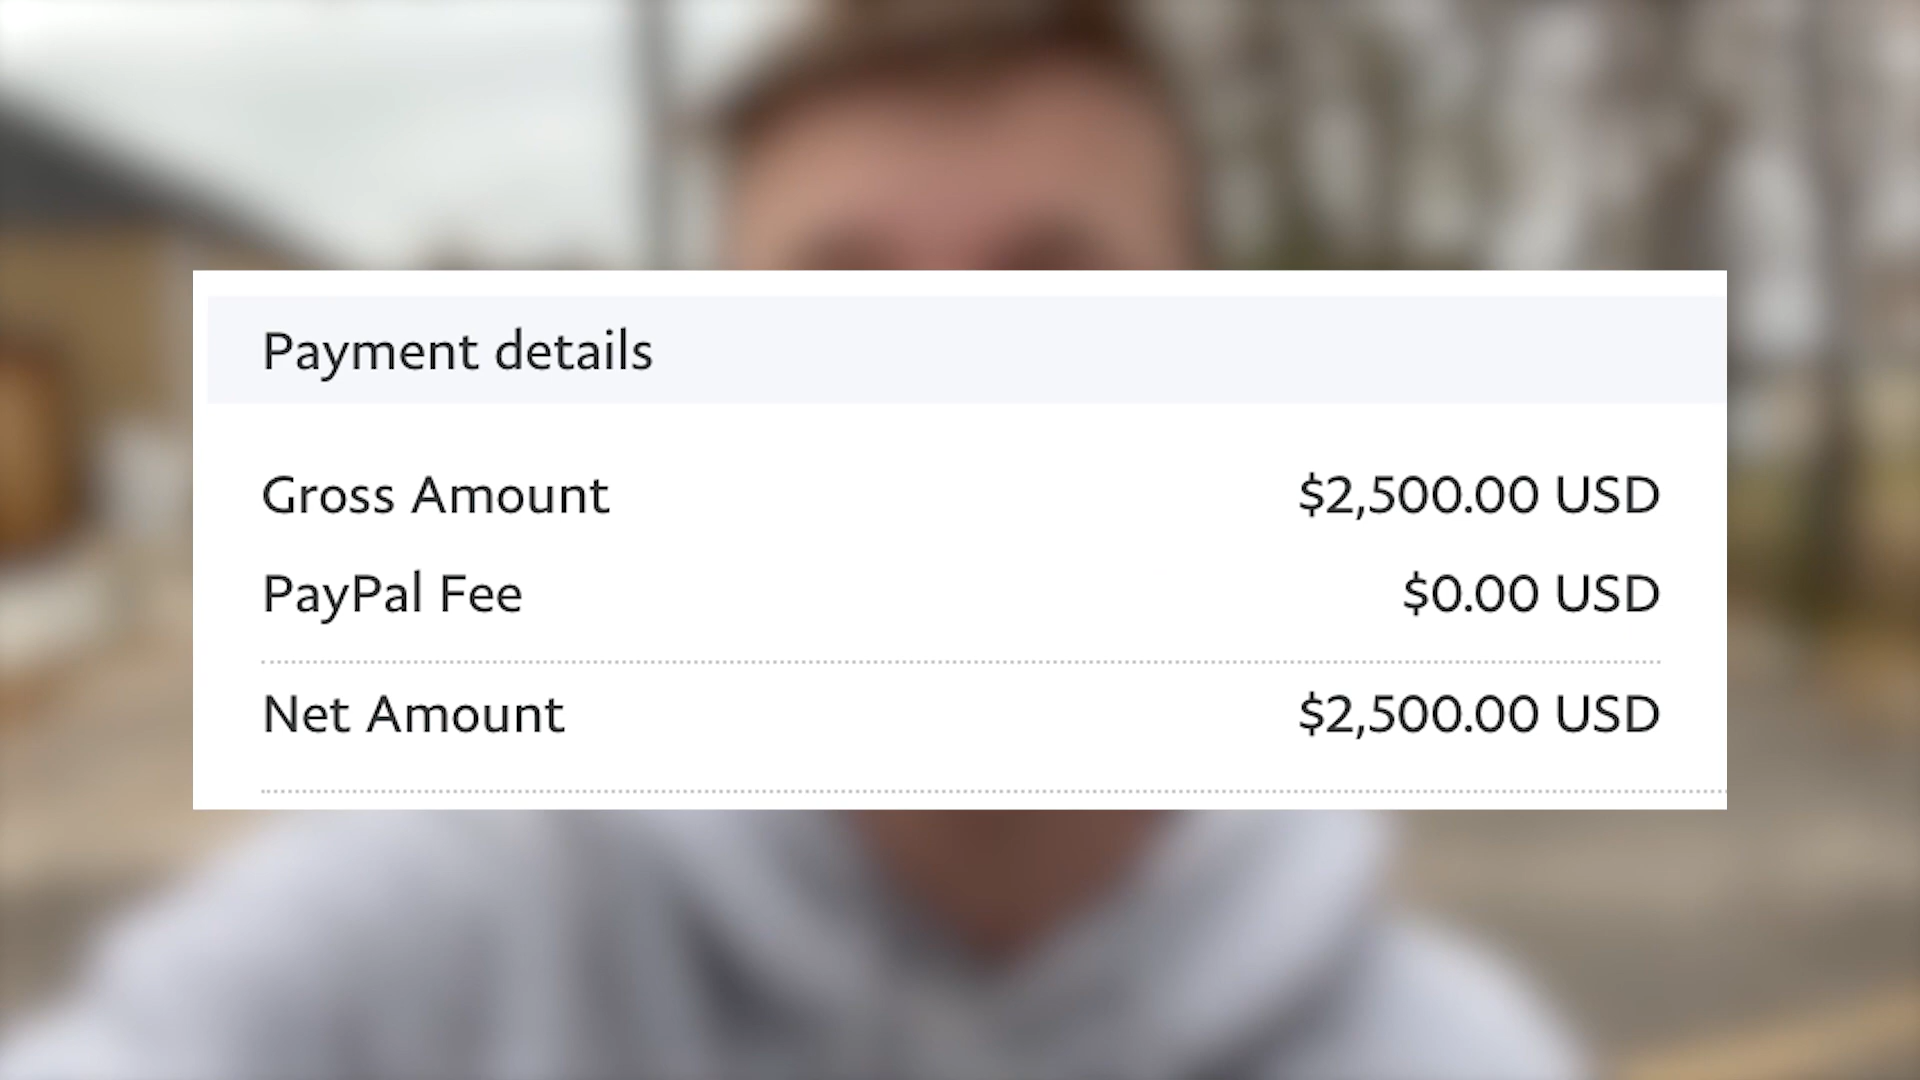 Payment details
Gross Amount $2,500.00 USD
PayPal Fee $0.00 USD
Net Amount $2,500.00 USD